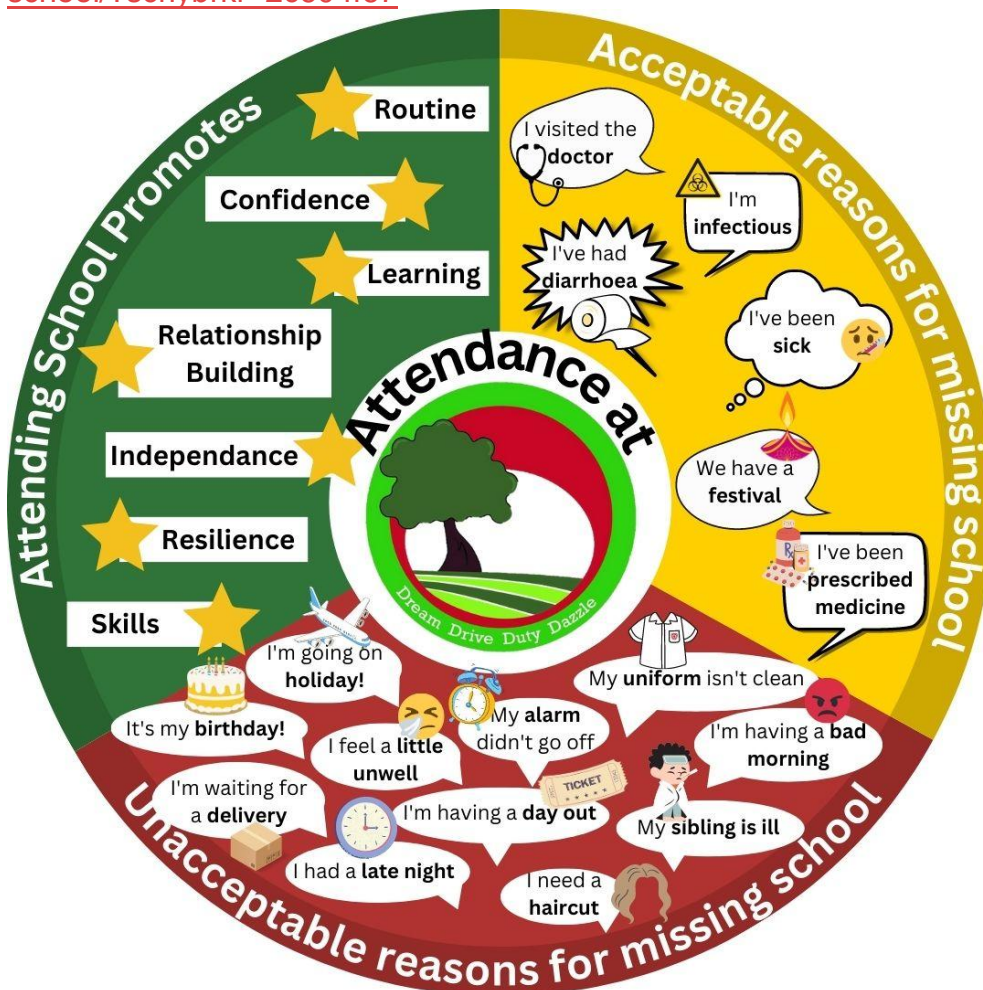 Attending School Promotes
Routine
Confidence
Learning
Relationship
Building
Independance
Resilience
Skills
Acceptable reasons for missing school
I visited the
doctor
I'm
infectious
I've had
diarrhoea
I've been
sick
We have a
festival
I've been
prescribed
medicine
Rx
Attendance at
Dream Drive Duty Dazzle
I'm going on
holiday!
It's my birthday!
I feel a little
unwell
My alarm
didn't go off
My uniform isn't clean
I'm having a bad
morning
I'm waiting for
a delivery
I'm having a day out
TICKET
My sibling is ill
I had a late night
I need a
haircut
Unacceptable reasons for missing school